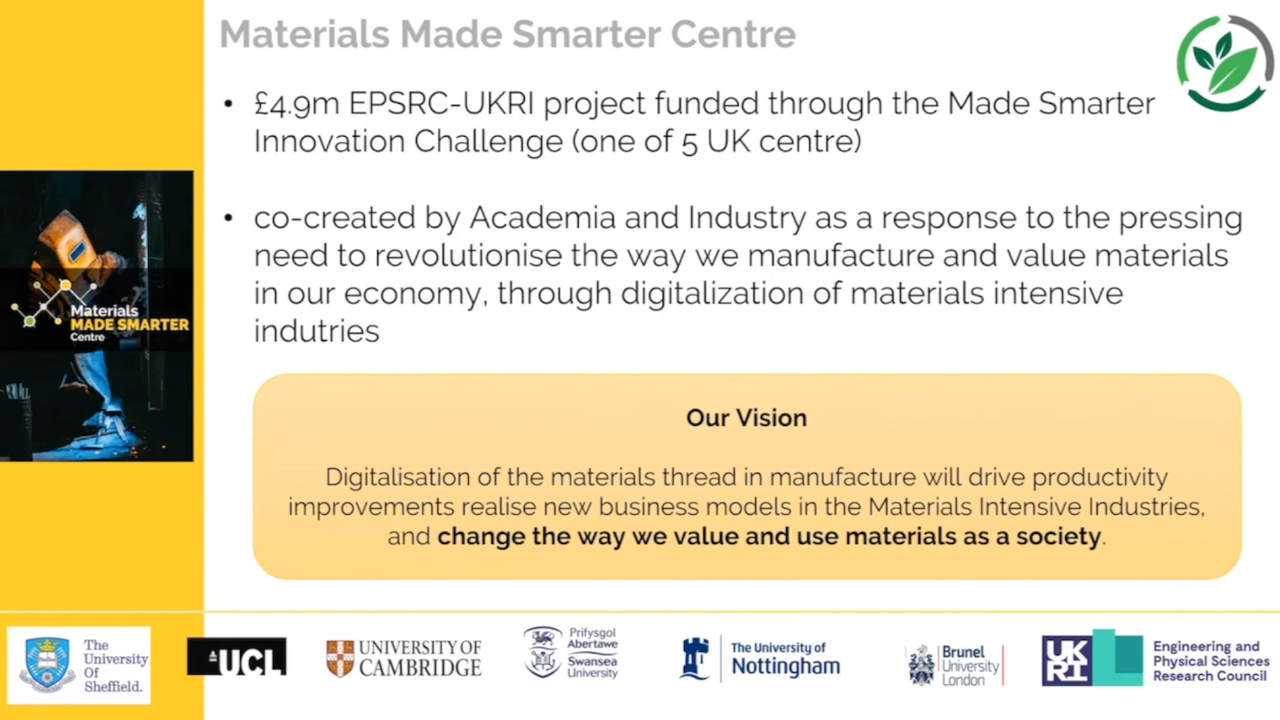 Materials Made Smarter Centre
• £4.9m EPSRC-UKRI project funded through the Made Smarter
Innovation Challenge (one of 5 UK centre)
• co-created by Academia and Industry as a response to the pressing
need to revolutionise the way we manufacture and value materials
in our economy, through digitalization of materials intensive
indutries
Materials
MADE SMARTER
Centre
Our Vision
Digitalisation of the materials thread in manufacture will drive productivity
improvements realise new business models in the Materials Intensive Industries,
and change the way we value and use materials as a society.
The
University
Of
Sheffield.
UCL
UNIVERSITY OF
CAMBRIDGE
Prifysgol
Abertawe
Swansea
University
The University of
Nottingham
Brunel
University
London
UK
RI
Engineering and
Physical Sciences
Research Council